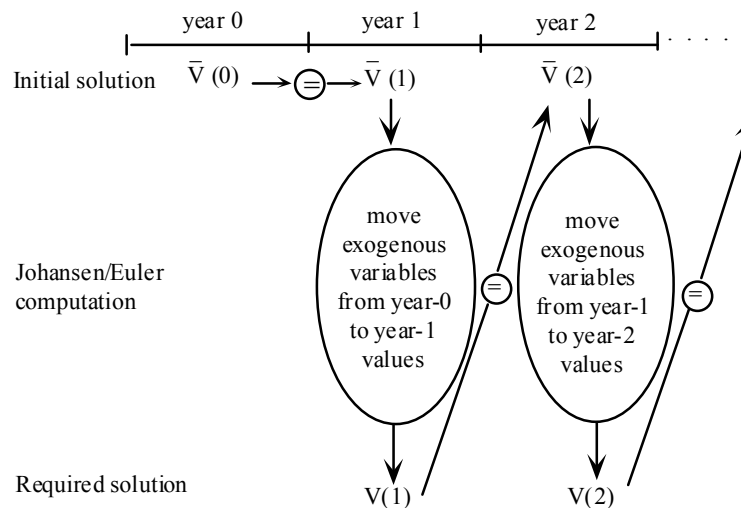 year 0 year 1 year 2 . . . .
Initial solution V̅ (0) = V̅ (1) V̅ (2)
move
exogenous
variables
from year-0
to year-1
values
move
exogenous
variables
from year-1
to year-2
values
Johansen/Euler
computation
= =
Required solution V(1) V(2)